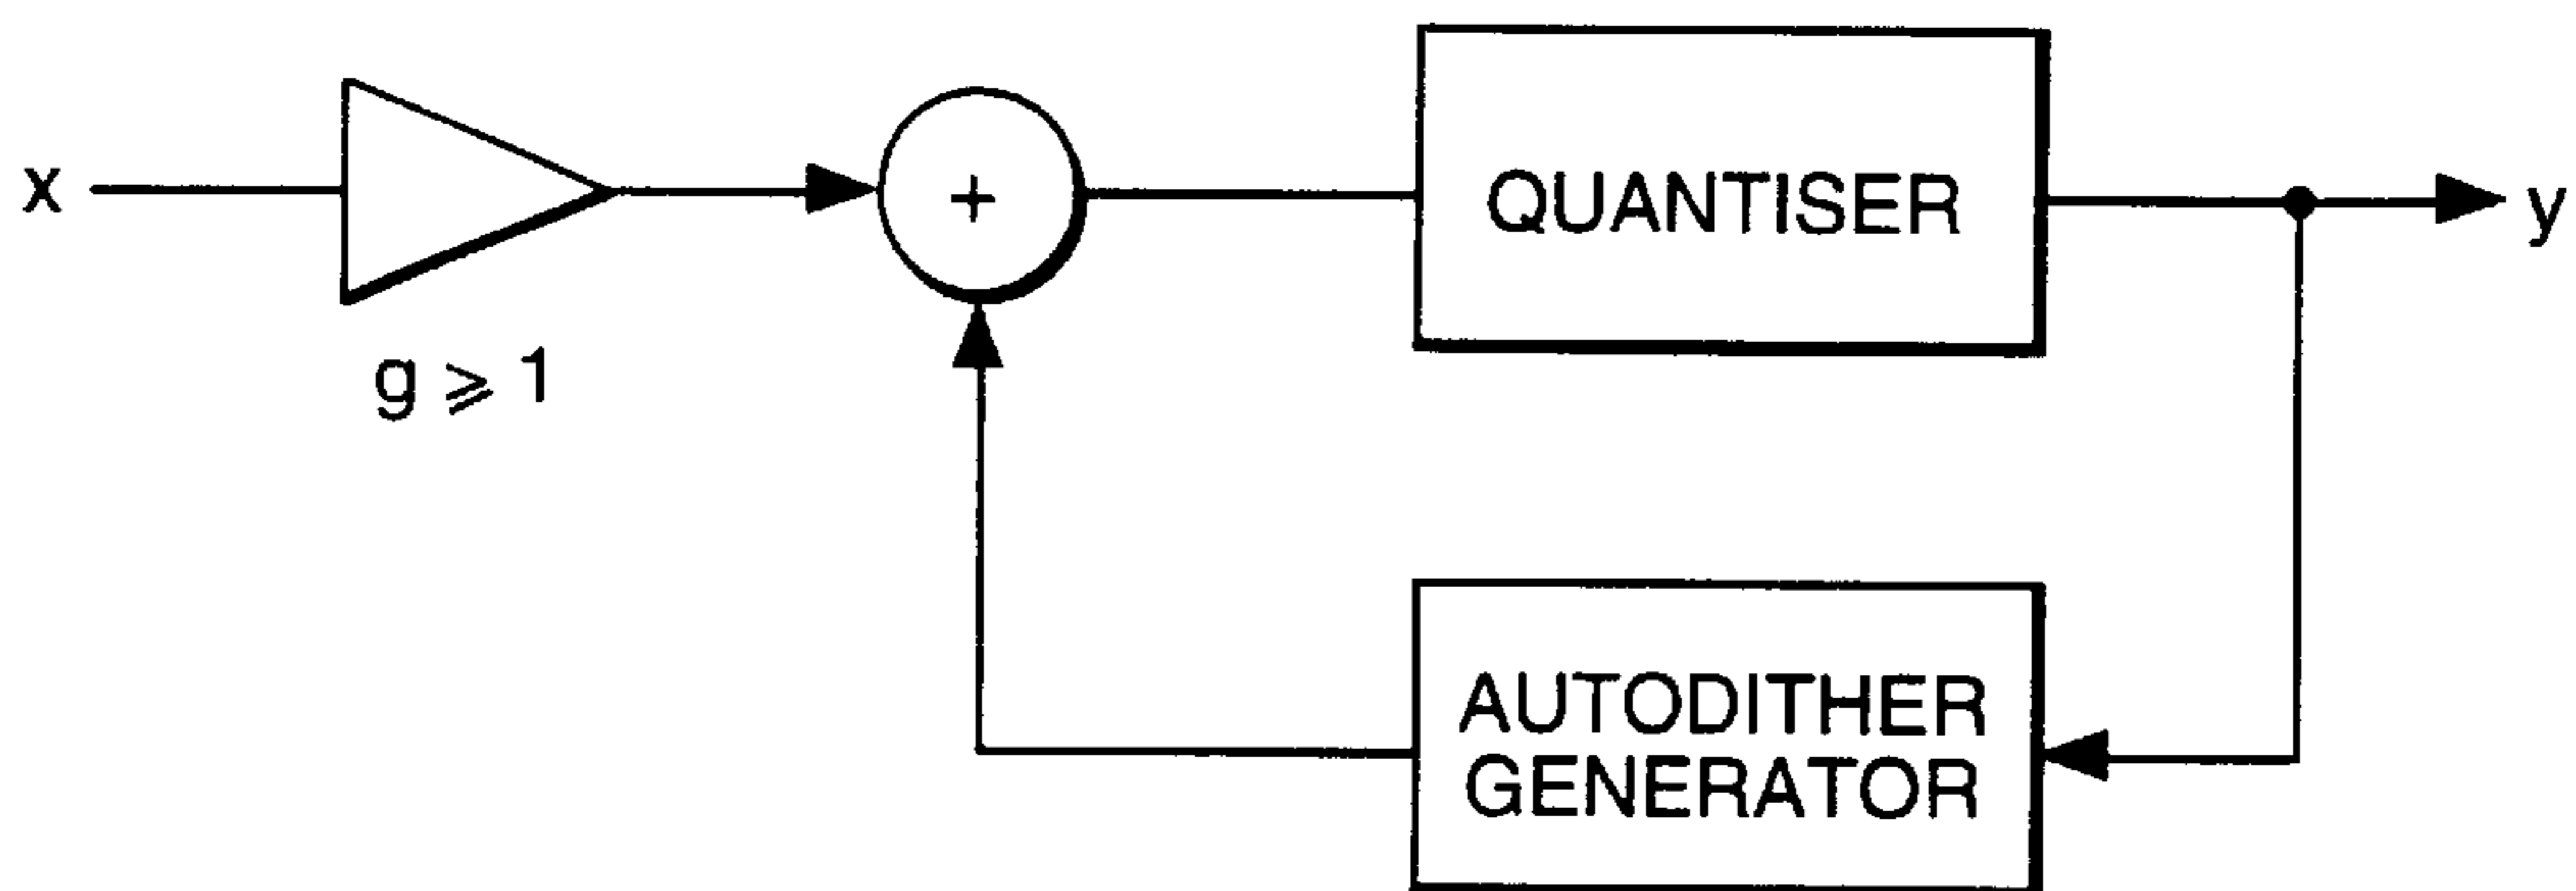 x
+
QUANTISER
y
g ⩾ 1
AUTODITHER
GENERATOR